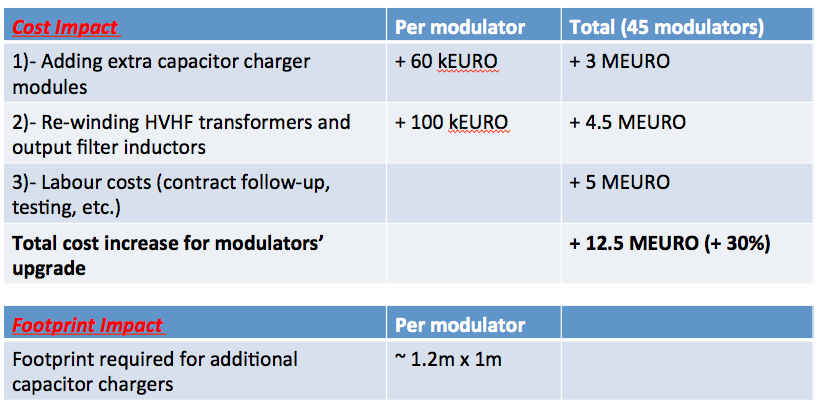 Cost Impact Per modulator Total (45 modulators)
1)- Adding extra capacitor charger + 60 kEURO + 3 MEURO
modules
2)- Re-winding HVHF transformers and + 100 kEURO + 4.5 MEURO
output filter inductors
3)- Labour costs (contract follow-up, + 5 MEURO
testing, etc.)
Total cost increase for modulators’ + 12.5 MEURO (+ 30%)
upgrade
Footprint Impact Per modulator
Footprint required for additional ~ 1.2m x 1m
capacitor chargers